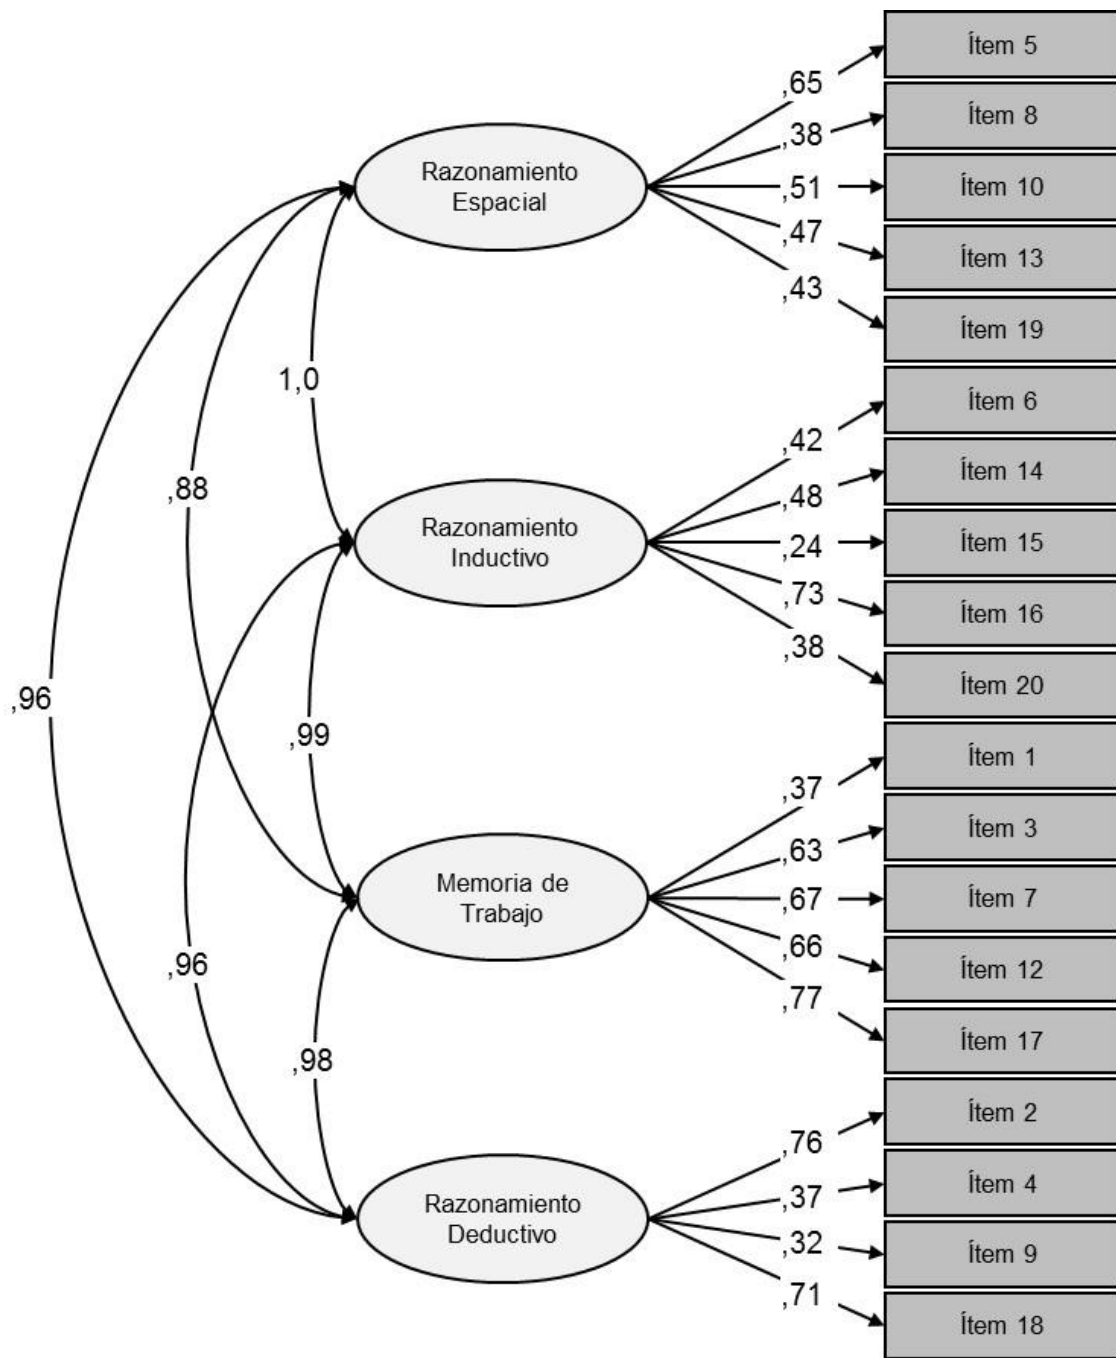 Ítem 5
,65
Ítem 8
,38
Razonamiento
Espacial
,51
Ítem 10
,47
Ítem 13
,43
Ítem 19
1,0
Ítem 6
,42
,88
Ítem 14
,48
Razonamiento
Inductivo
,24
Ítem 15
,73
Ítem 16
,38
Ítem 20
,96
,99
Ítem 1
,37
Ítem 3
,63
Memoria de
Trabajo
,67
Ítem 7
,66
Ítem 12
,96
,77
Ítem 17
,98
Ítem 2
,76
Ítem 4
,37
Razonamiento
Deductivo
,32
Ítem 9
,71
Ítem 18